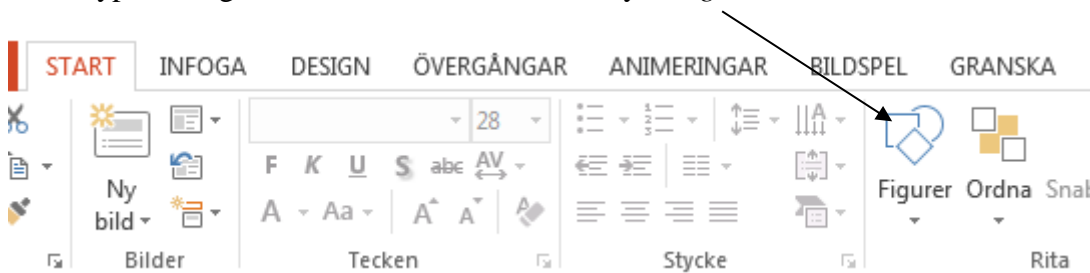 START INFOGA DESIGN ÖVERGÅNGAR ANIMERINGAR BILDSPEL GRANSKA
28
F K U S abc AV
Ny bild
A Aa A A
Figurer Ordna
Bilder Tecken Stycke Rita